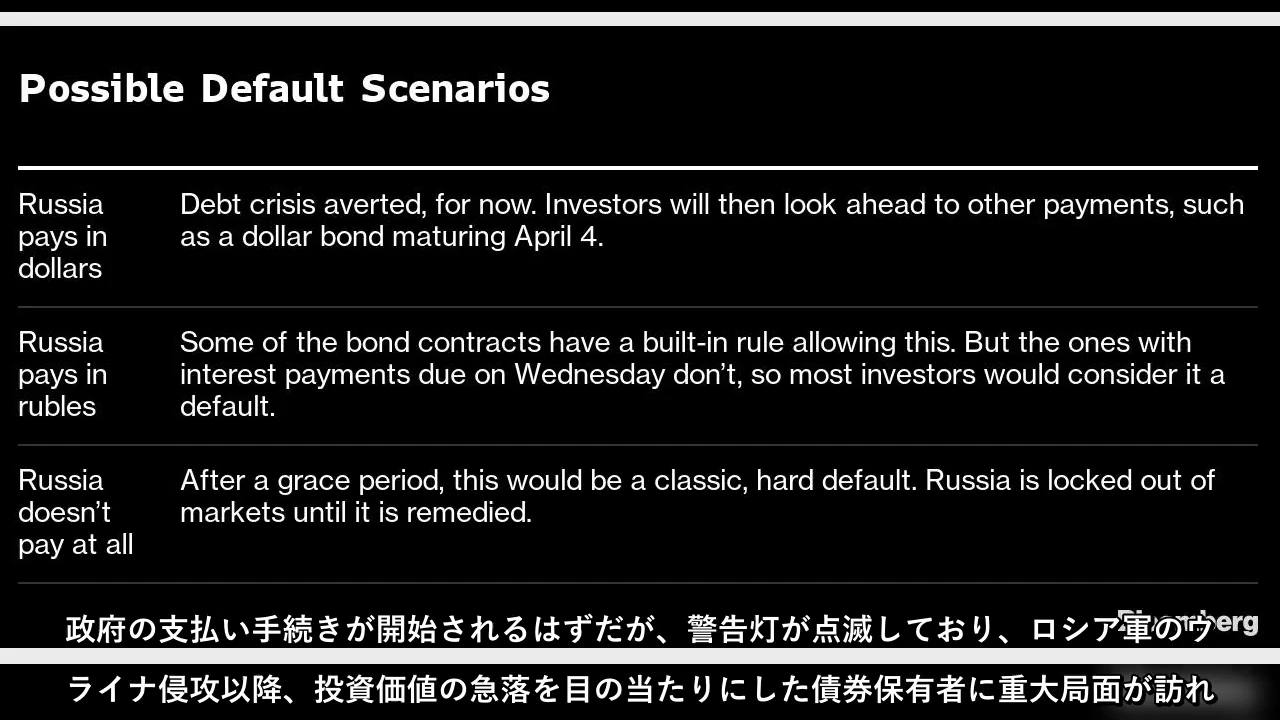 Possible Default Scenarios
Russia
pays in
dollars
Debt crisis averted, for now. Investors will then look ahead to other payments, such
as a dollar bond maturing April 4.
Russia
pays in
rubles
Some of the bond contracts have a built-in rule allowing this. But the ones with
interest payments due on Wednesday don’t, so most investors would consider it a
default.
Russia
doesn’t
pay at all
After a grace period, this would be a classic, hard default. Russia is locked out of
markets until it is remedied.
Bloomberg
政府の支払い手続きが開始されるはずだが、警告灯が点滅しており、ロシア軍のウク
ライナ侵攻以降、投資価値の急落を目の当たりにした債券保有者に重大局面が訪れ